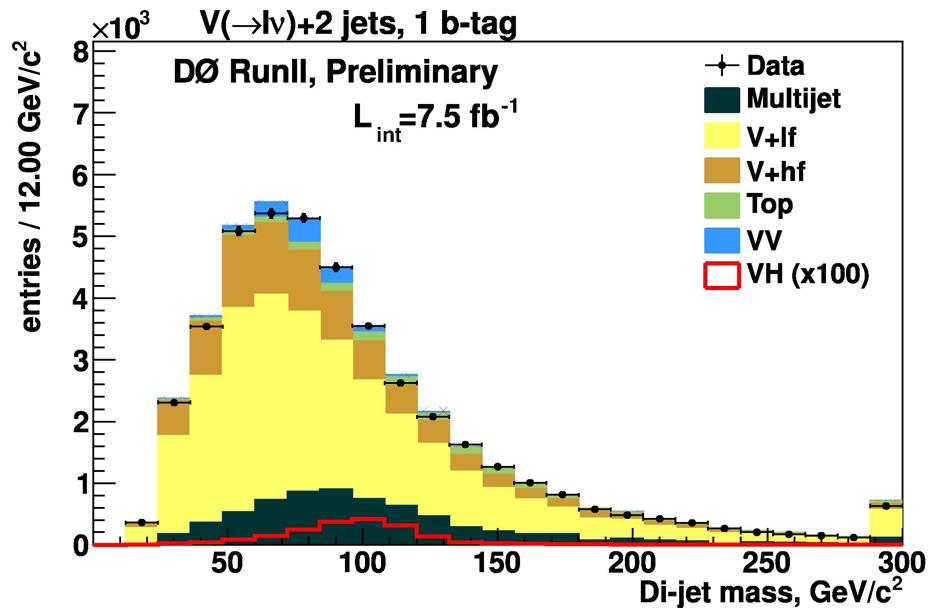 V(→lν)+2 jets, 1 b-tag
×10³
DØ RunII, Preliminary
L_int=7.5 fb⁻¹
Data
Multijet
V+lf
V+hf
Top
VV
VH (x100)
entries / 12.00 GeV/c²
8
7
6
5
4
3
2
1
0
50 100 150 200 250 300
Di-jet mass, GeV/c²